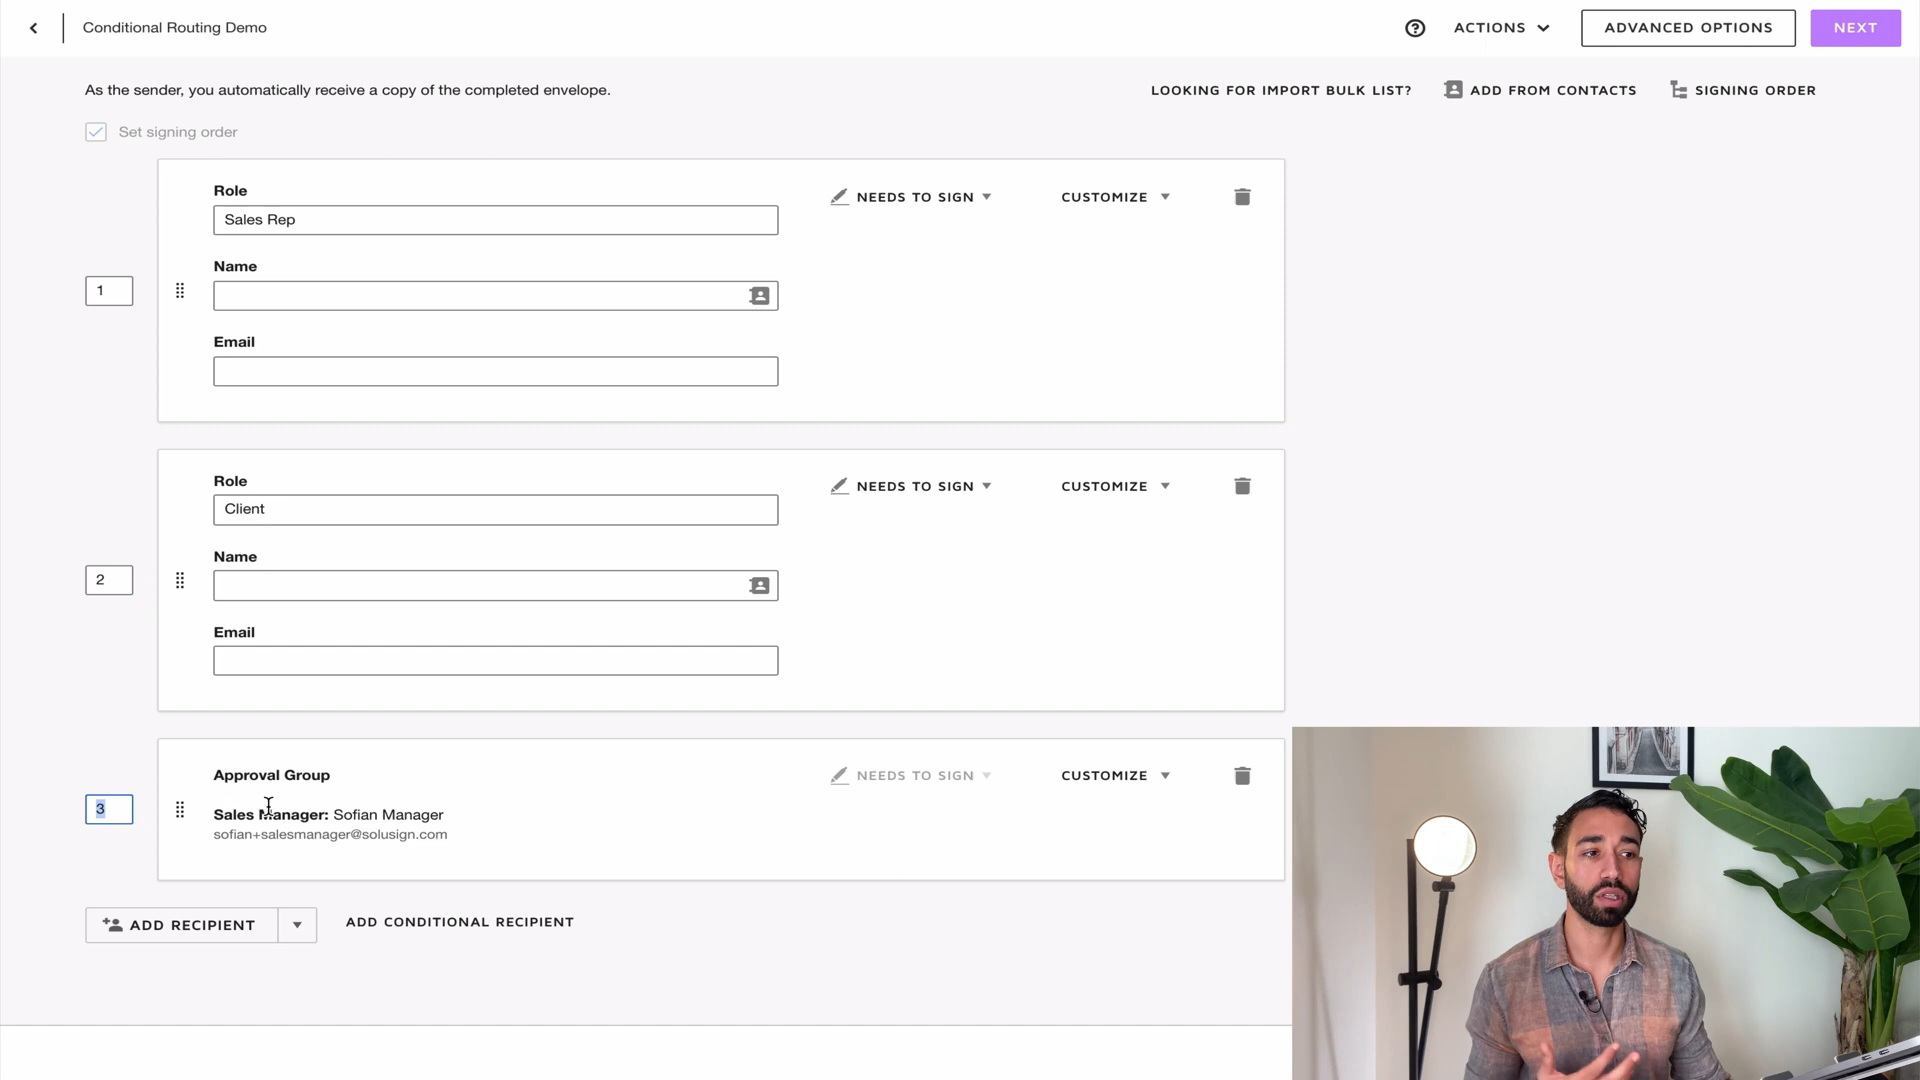 Conditional Routing Demo
ACTIONS
ADVANCED OPTIONS
NEXT
As the sender, you automatically receive a copy of the completed envelope.
LOOKING FOR IMPORT BULK LIST?
ADD FROM CONTACTS
SIGNING ORDER
Set signing order
1
Role
Sales Rep
NEEDS TO SIGN
CUSTOMIZE
Name
Email
2
Role
Client
NEEDS TO SIGN
CUSTOMIZE
Name
Email
3
Approval Group
NEEDS TO SIGN
CUSTOMIZE
Sales Manager: Sofian Manager
sofian+salesmanager@solusign.com
ADD RECIPIENT
ADD CONDITIONAL RECIPIENT